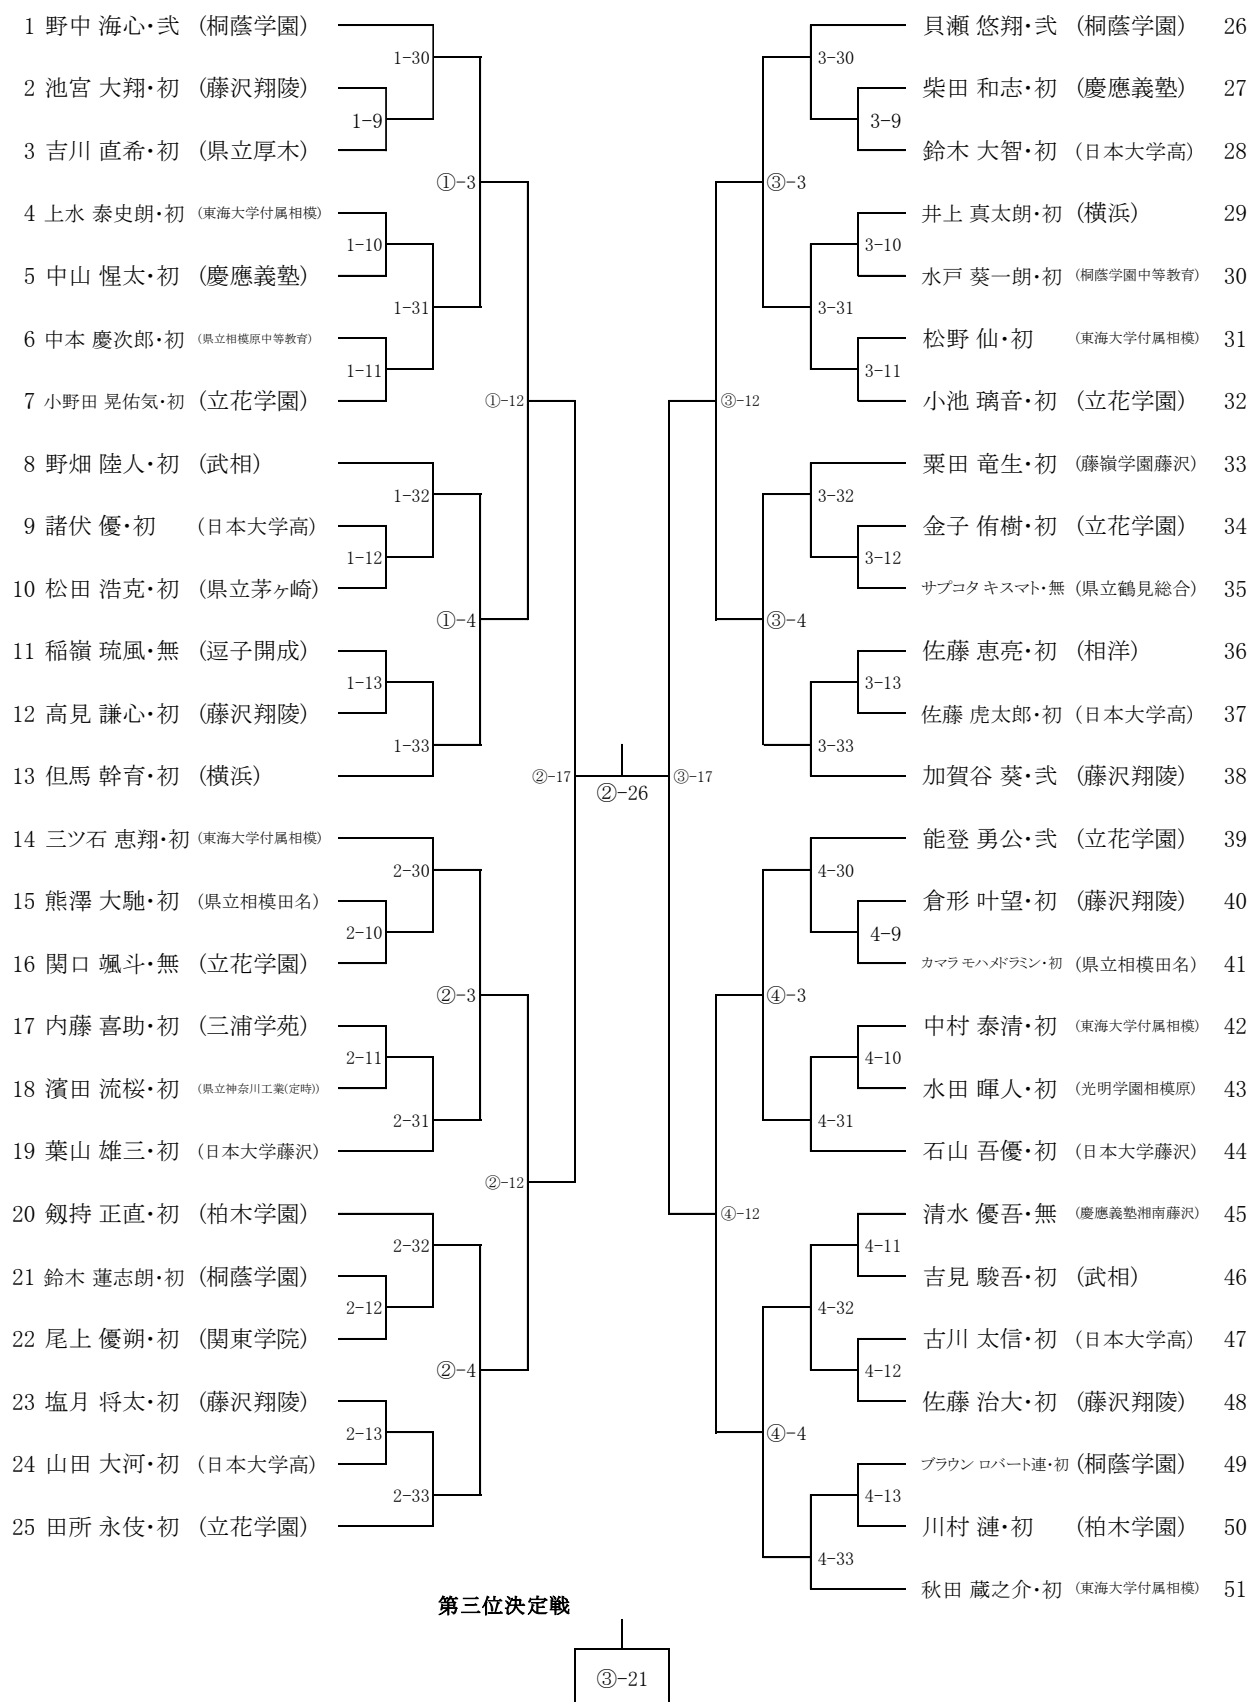 1 野中 海心・弐 (桐蔭学園)
1-30
2 池宮 大翔・初 (藤沢翔陵)
1-9
3 吉川 直希・初 (県立厚木)
①-3
4 上水 泰史朗・初 (東海大学付属相模)
1-10
5 中山 惺太・初 (慶應義塾)
1-31
6 中本 慶次郎・初 (県立相模原中等教育)
1-11
7 小野田 晃佑気・初 (立花学園)
①-12
8 野畑 陸人・初 (武相)
1-32
9 諸伏 優・初 (日本大学高)
1-12
10 松田 浩克・初 (県立茅ヶ崎)
①-4
11 稲嶺 琉風・無 (逗子開成)
1-13
12 高見 謙心・初 (藤沢翔陵)
1-33
13 但馬 幹育・初 (横浜)
②-17
14 三ツ石 恵翔・初 (東海大学付属相模)
2-30
15 熊澤 大馳・初 (県立相模田名)
2-10
16 関口 颯斗・無 (立花学園)
②-3
17 内藤 喜助・初 (三浦学苑)
2-11
18 濱田 流桜・初 (県立神奈川工業(定時))
2-31
19 葉山 雄三・初 (日本大学藤沢)
②-12
20 剱持 正直・初 (柏木学園)
2-32
21 鈴木 蓮志朗・初 (桐蔭学園)
2-12
22 尾上 優朔・初 (関東学院)
②-4
23 塩月 将太・初 (藤沢翔陵)
2-13
24 山田 大河・初 (日本大学高)
2-33
25 田所 永伎・初 (立花学園)
②-26
貝瀬 悠翔・弐 (桐蔭学園) 26
3-30
柴田 和志・初 (慶應義塾) 27
3-9
鈴木 大智・初 (日本大学高) 28
③-3
井上 真太朗・初 (横浜) 29
3-10
水戸 葵一朗・初 (桐蔭学園中等教育) 30
3-31
松野 仙・初 (東海大学付属相模) 31
3-11
小池 璃音・初 (立花学園) 32
③-12
粟田 竜生・初 (藤嶺学園藤沢) 33
3-32
金子 侑樹・初 (立花学園) 34
3-12
サプコタ キスマト・無 (県立鶴見総合) 35
③-4
佐藤 恵亮・初 (相洋) 36
3-13
佐藤 虎太郎・初 (日本大学高) 37
3-33
加賀谷 葵・弐 (藤沢翔陵) 38
③-17
能登 勇公・弐 (立花学園) 39
4-30
倉形 叶望・初 (藤沢翔陵) 40
4-9
カマラ モハメドラミン・初 (県立相模田名) 41
④-3
中村 泰清・初 (東海大学付属相模) 42
4-10
水田 暉人・初 (光明学園相模原) 43
4-31
石山 吾優・初 (日本大学藤沢) 44
④-12
清水 優吾・無 (慶應義塾湘南藤沢) 45
4-11
吉見 駿吾・初 (武相) 46
4-32
古川 太信・初 (日本大学高) 47
4-12
佐藤 治大・初 (藤沢翔陵) 48
④-4
ブラウン ロバート連・初 (桐蔭学園) 49
4-13
川村 漣・初 (柏木学園) 50
4-33
秋田 蔵之介・初 (東海大学付属相模) 51
第三位決定戦
③-21